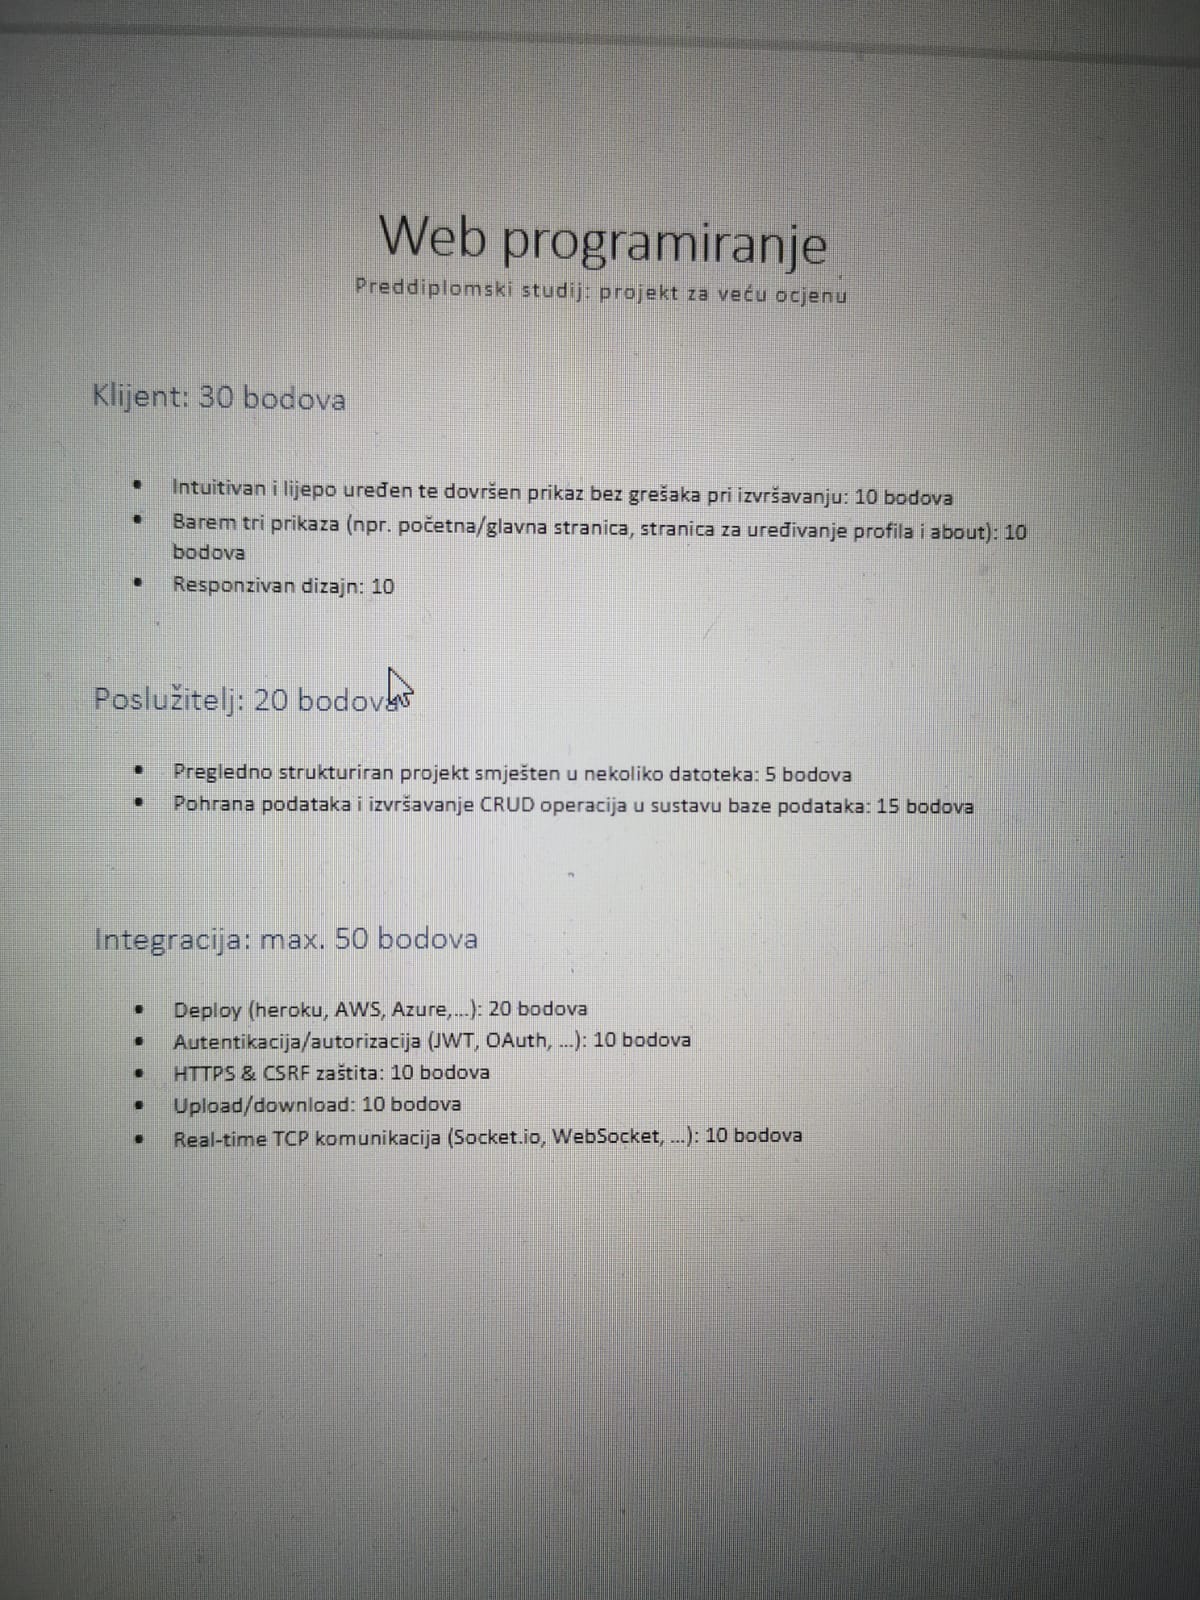 Web programiranje
Preddiplomski studij: projekt za veću ocjenu
Klijent: 30 bodova
• Intuitivan i lijepo uređen te dovršen prikaz bez grešaka pri izvršavanju: 10 bodova
• Barem tri prikaza (npr. početna/glavna stranica, stranica za uređivanje profila i about): 10
bodova
• Responzivan dizajn: 10
Poslužitelj: 20 bodova
• Pregledno strukturiran projekt smješten u nekoliko datoteka: 5 bodova
• Pohrana podataka i izvršavanje CRUD operacija u sustavu baze podataka: 15 bodova
Integracija: max. 50 bodova
• Deploy (heroku, AWS, Azure,...): 20 bodova
• Autentikacija/autorizacija (JWT, OAuth, ...): 10 bodova
• HTTPS & CSRF zaštita: 10 bodova
• Upload/download: 10 bodova
• Real-time TCP komunikacija (Socket.io, WebSocket, ...): 10 bodova